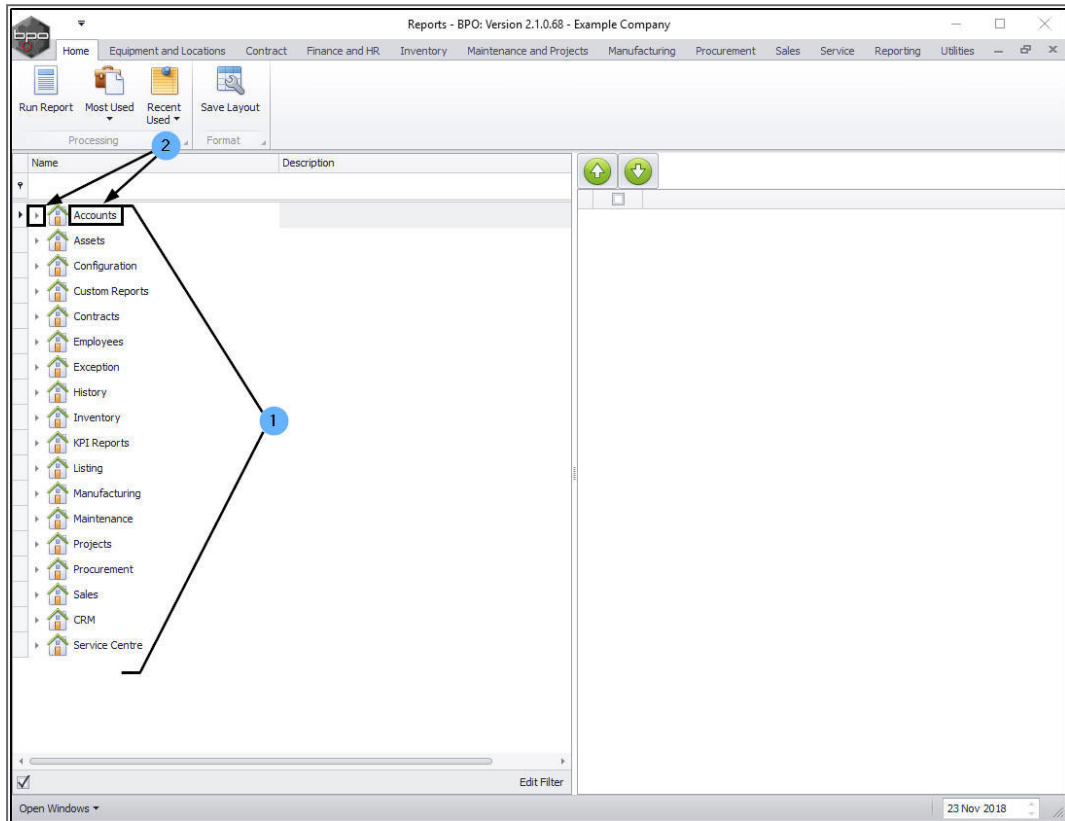 Reports - BPO: Version 2.1.0.68 - Example Company
bpo
Home Equipment and Locations Contract Finance and HR Inventory Maintenance and Projects Manufacturing Procurement Sales Service Reporting Utilities
Run Report Most Used Recent Used Save Layout
Processing Format
2
Name Description
Accounts
Assets
Configuration
Custom Reports
Contracts
Employees
Exception
History
Inventory
1
KPI Reports
Listing
Manufacturing
Maintenance
Projects
Procurement
Sales
CRM
Service Centre
Edit Filter
Open Windows 23 Nov 2018